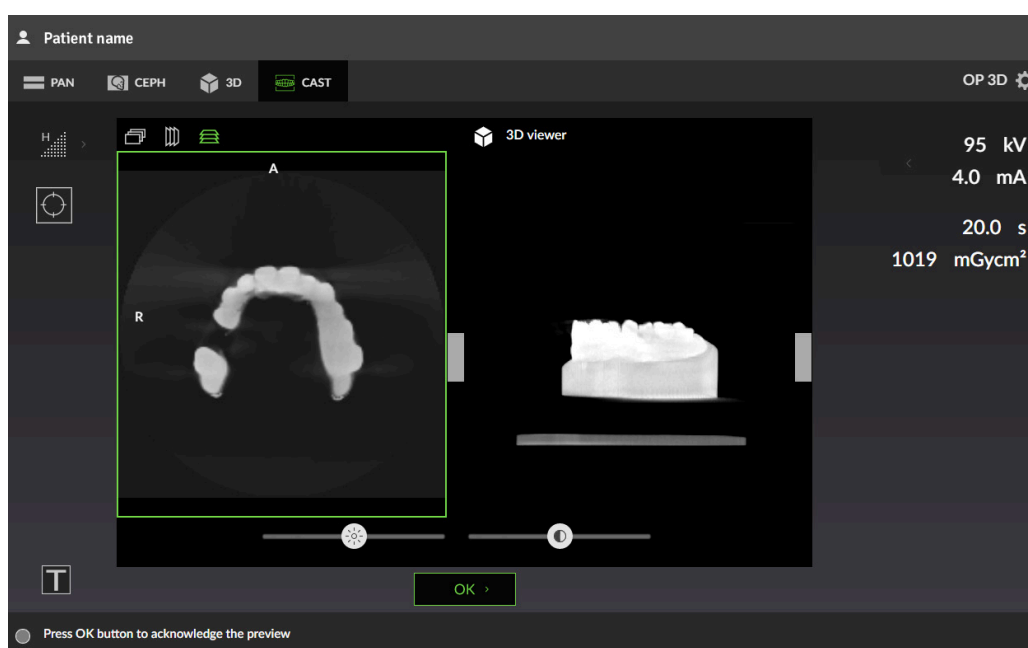 Patient name
PAN CEPH 3D CAST OP 3D
H
3D viewer
A
R
95 kV
4.0 mA
20.0 s
1019 mGycm²
T
OK
Press OK button to acknowledge the preview